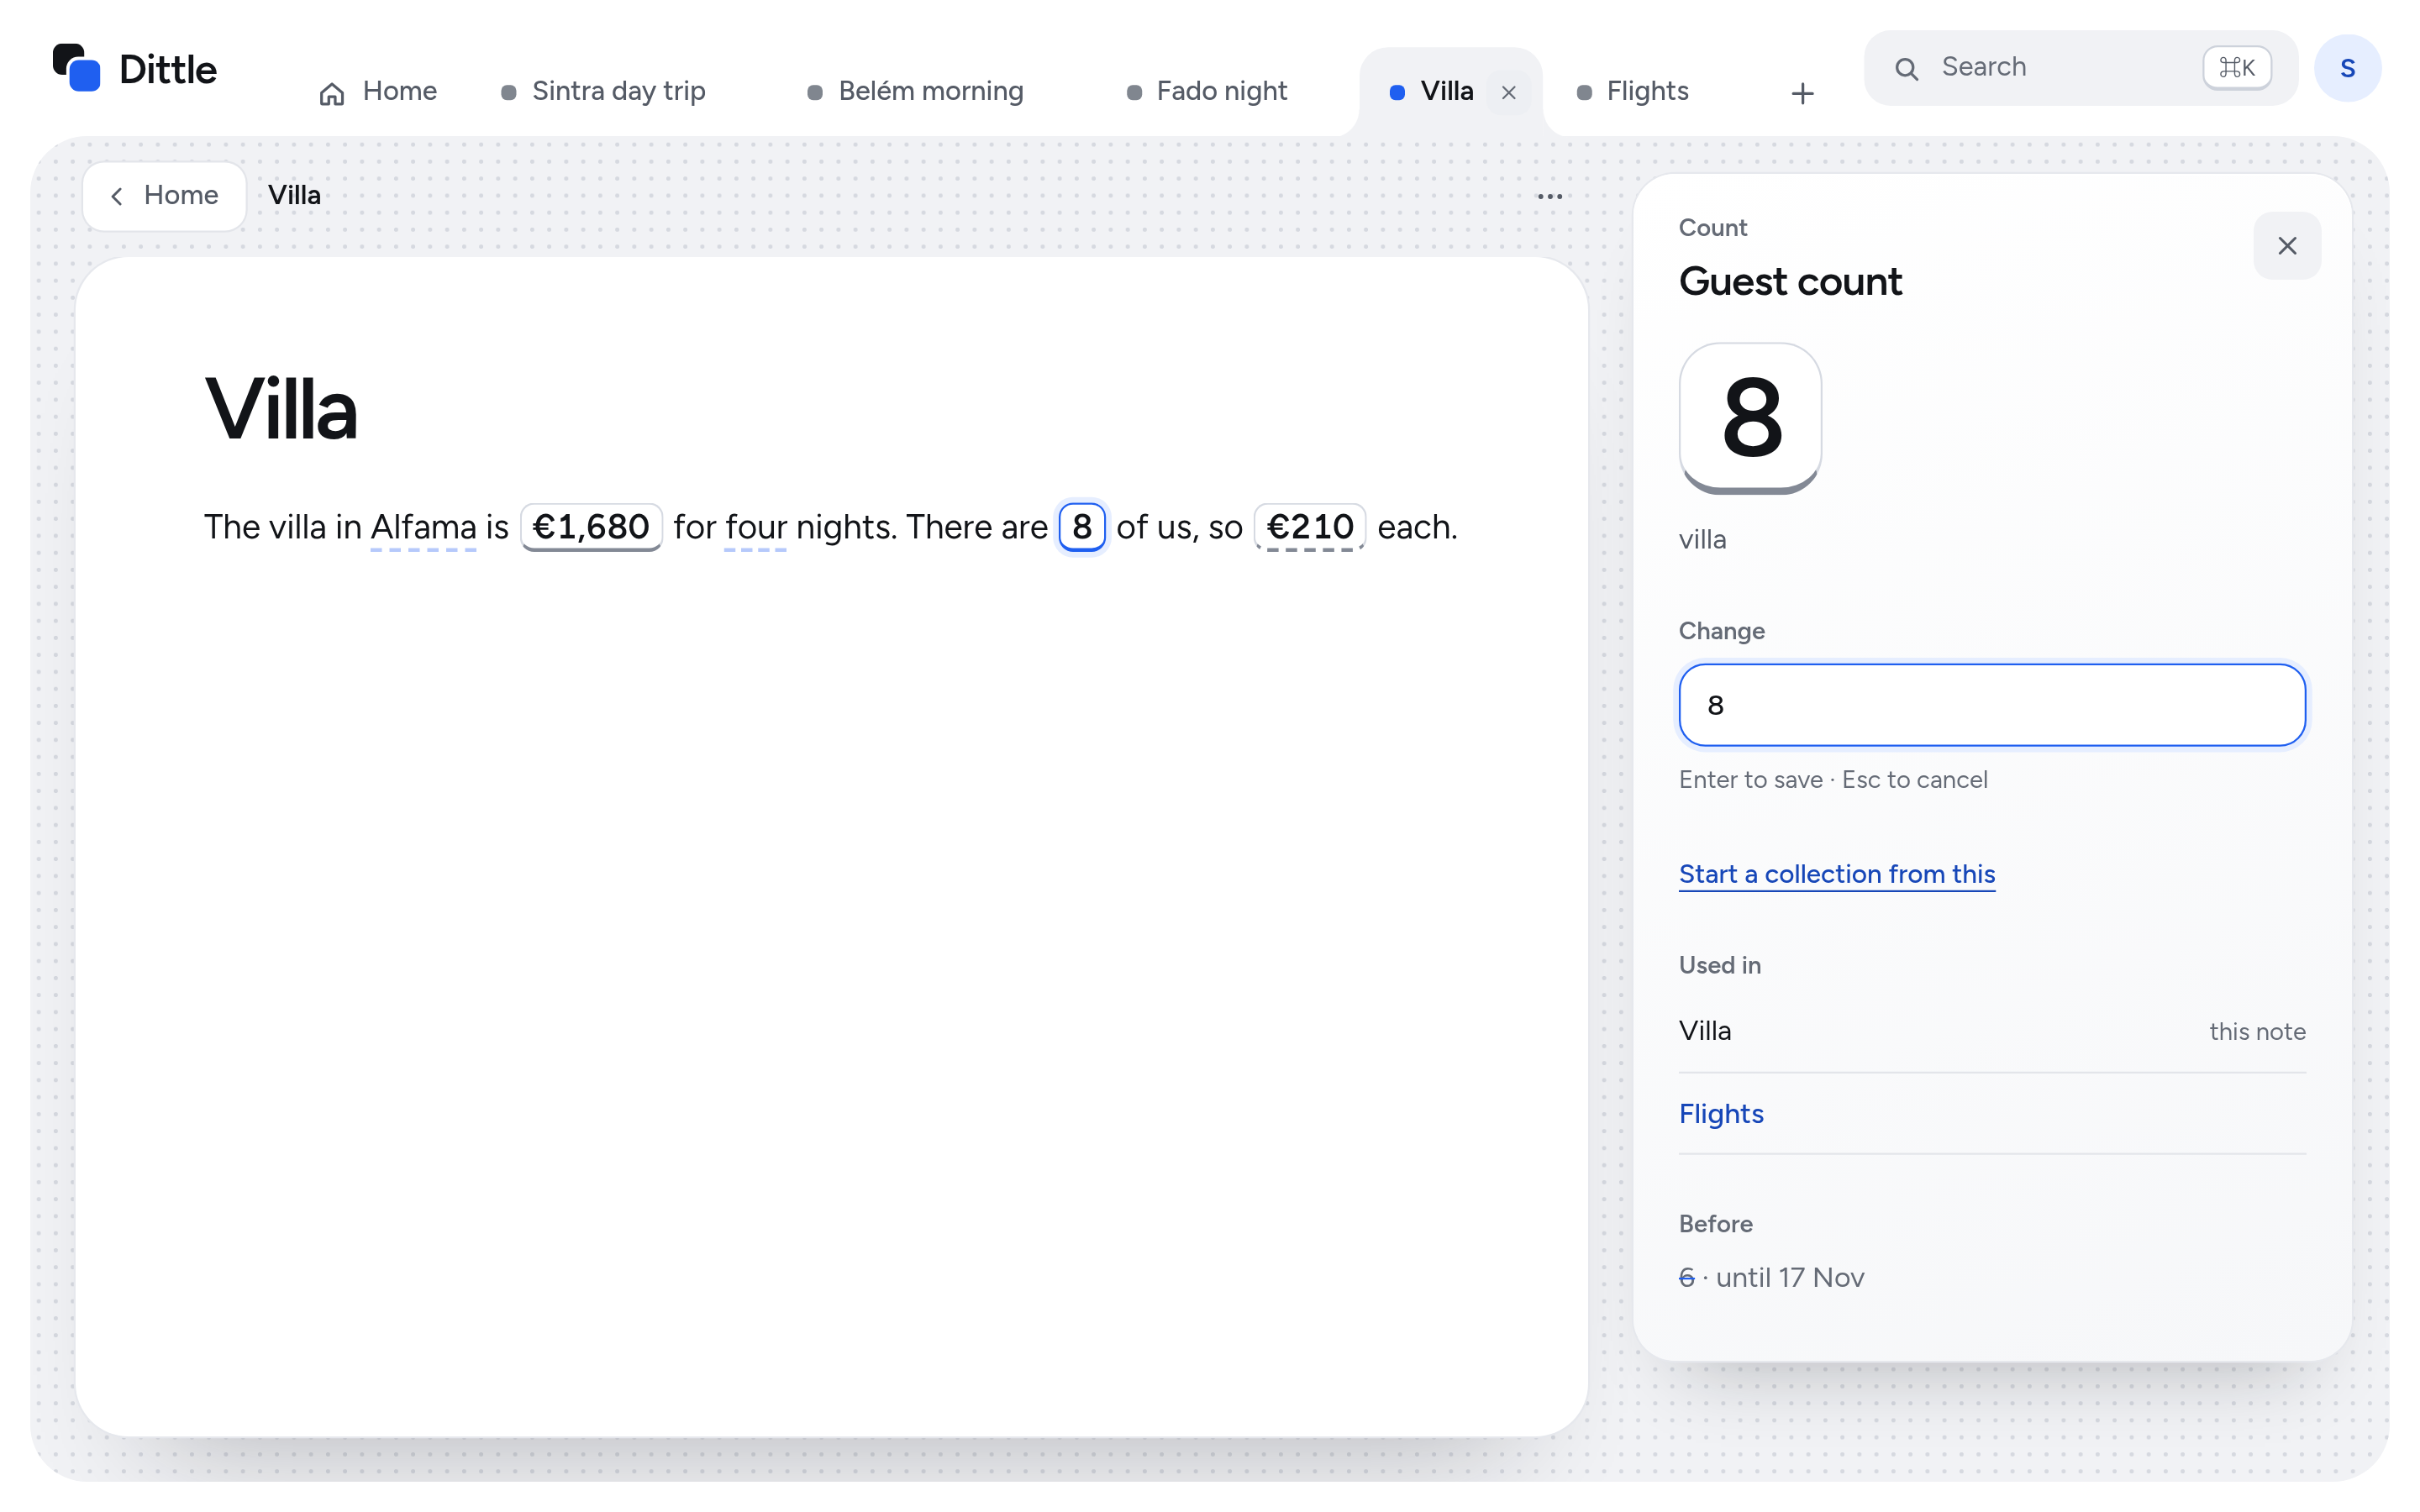 Dittle
Home
Sintra day trip
Belém morning
Fado night
Villa
Flights
Search
⌘K
S
Home
Villa
Villa
The villa in Alfama is €1,680 for four nights. There are 8 of us, so €210 each.
Count
Guest count
8
villa
Change
8
Enter to save · Esc to cancel
Start a collection from this
Used in
Villa this note
Flights
Before
6 · until 17 Nov